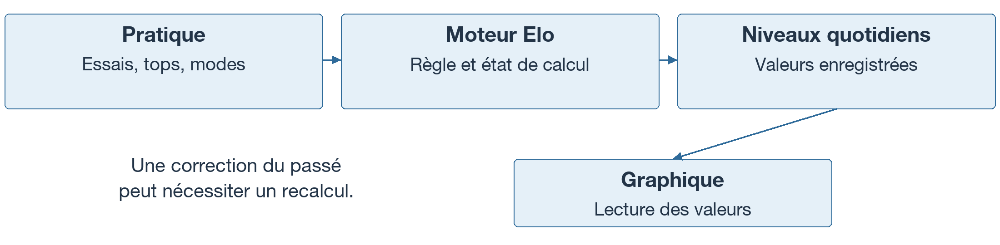 Pratique
Essais, tops, modes
Moteur Elo
Règle et état de calcul
Niveaux quotidiens
Valeurs enregistrées
Une correction du passé
peut nécessiter un recalcul.
Graphique
Lecture des valeurs